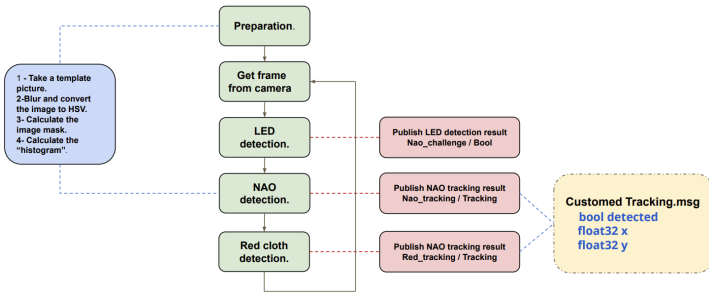 Preparation.
1 - Take a template
picture.
2-Blur and convert
the image to HSV.
3- Calculate the
image mask.
4- Calculate the
“histogram”.
Get frame
from camera
LED
detection.
Publish LED detection result
Nao_challenge / Bool
NAO
detection.
Publish NAO tracking result
Nao_tracking / Tracking
Red cloth
detection.
Publish NAO tracking result
Red_tracking / Tracking
Customed Tracking.msg
bool detected
float32 x
float32 y